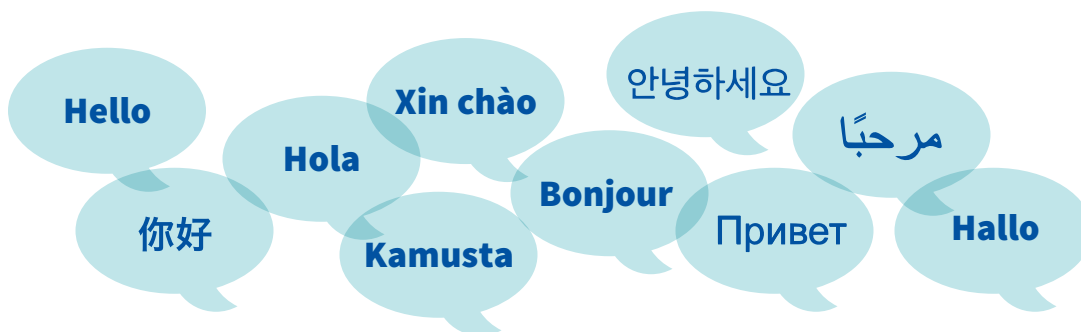 Hello
你好
Hola
Xin chào
Kamusta
Bonjour
안녕하세요
Привет
مرحبًا
Hallo